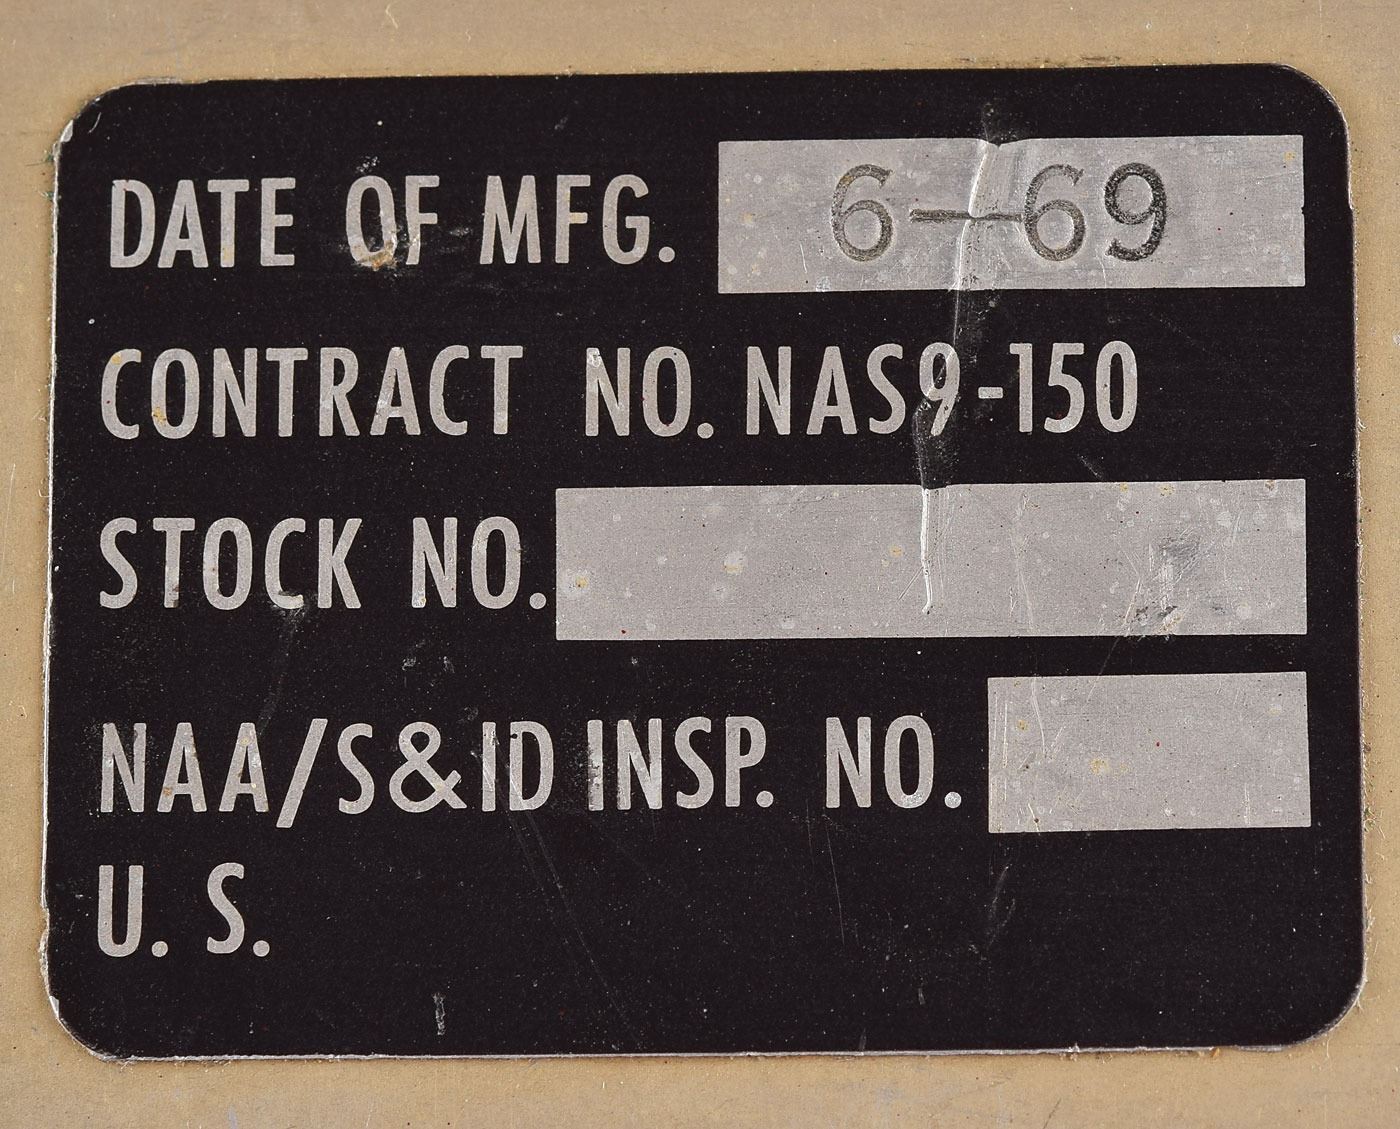 DATE OF MFG. 6-69
CONTRACT NO. NAS9-150
STOCK NO.
NAA/S&ID INSP. NO.
U. S.